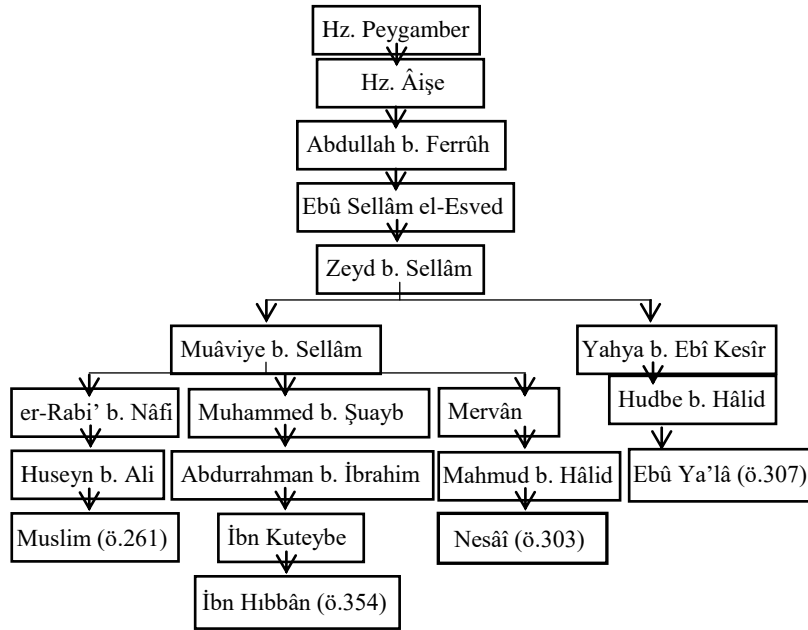 Hz. Peygamber
Hz. Âişe
Abdullah b. Ferrûh
Ebû Sellâm el-Esved
Zeyd b. Sellâm
Muâviye b. Sellâm
Yahya b. Ebî Kesîr
er-Rabi’ b. Nâfi
Muhammed b. Şuayb
Mervân
Hudbe b. Hâlid
Huseyn b. Ali
Abdurrahman b. İbrahim
Mahmud b. Hâlid
Ebû Ya’lâ (ö.307)
Muslim (ö.261)
İbn Kuteybe
Nesâî (ö.303)
İbn Hıbbân (ö.354)